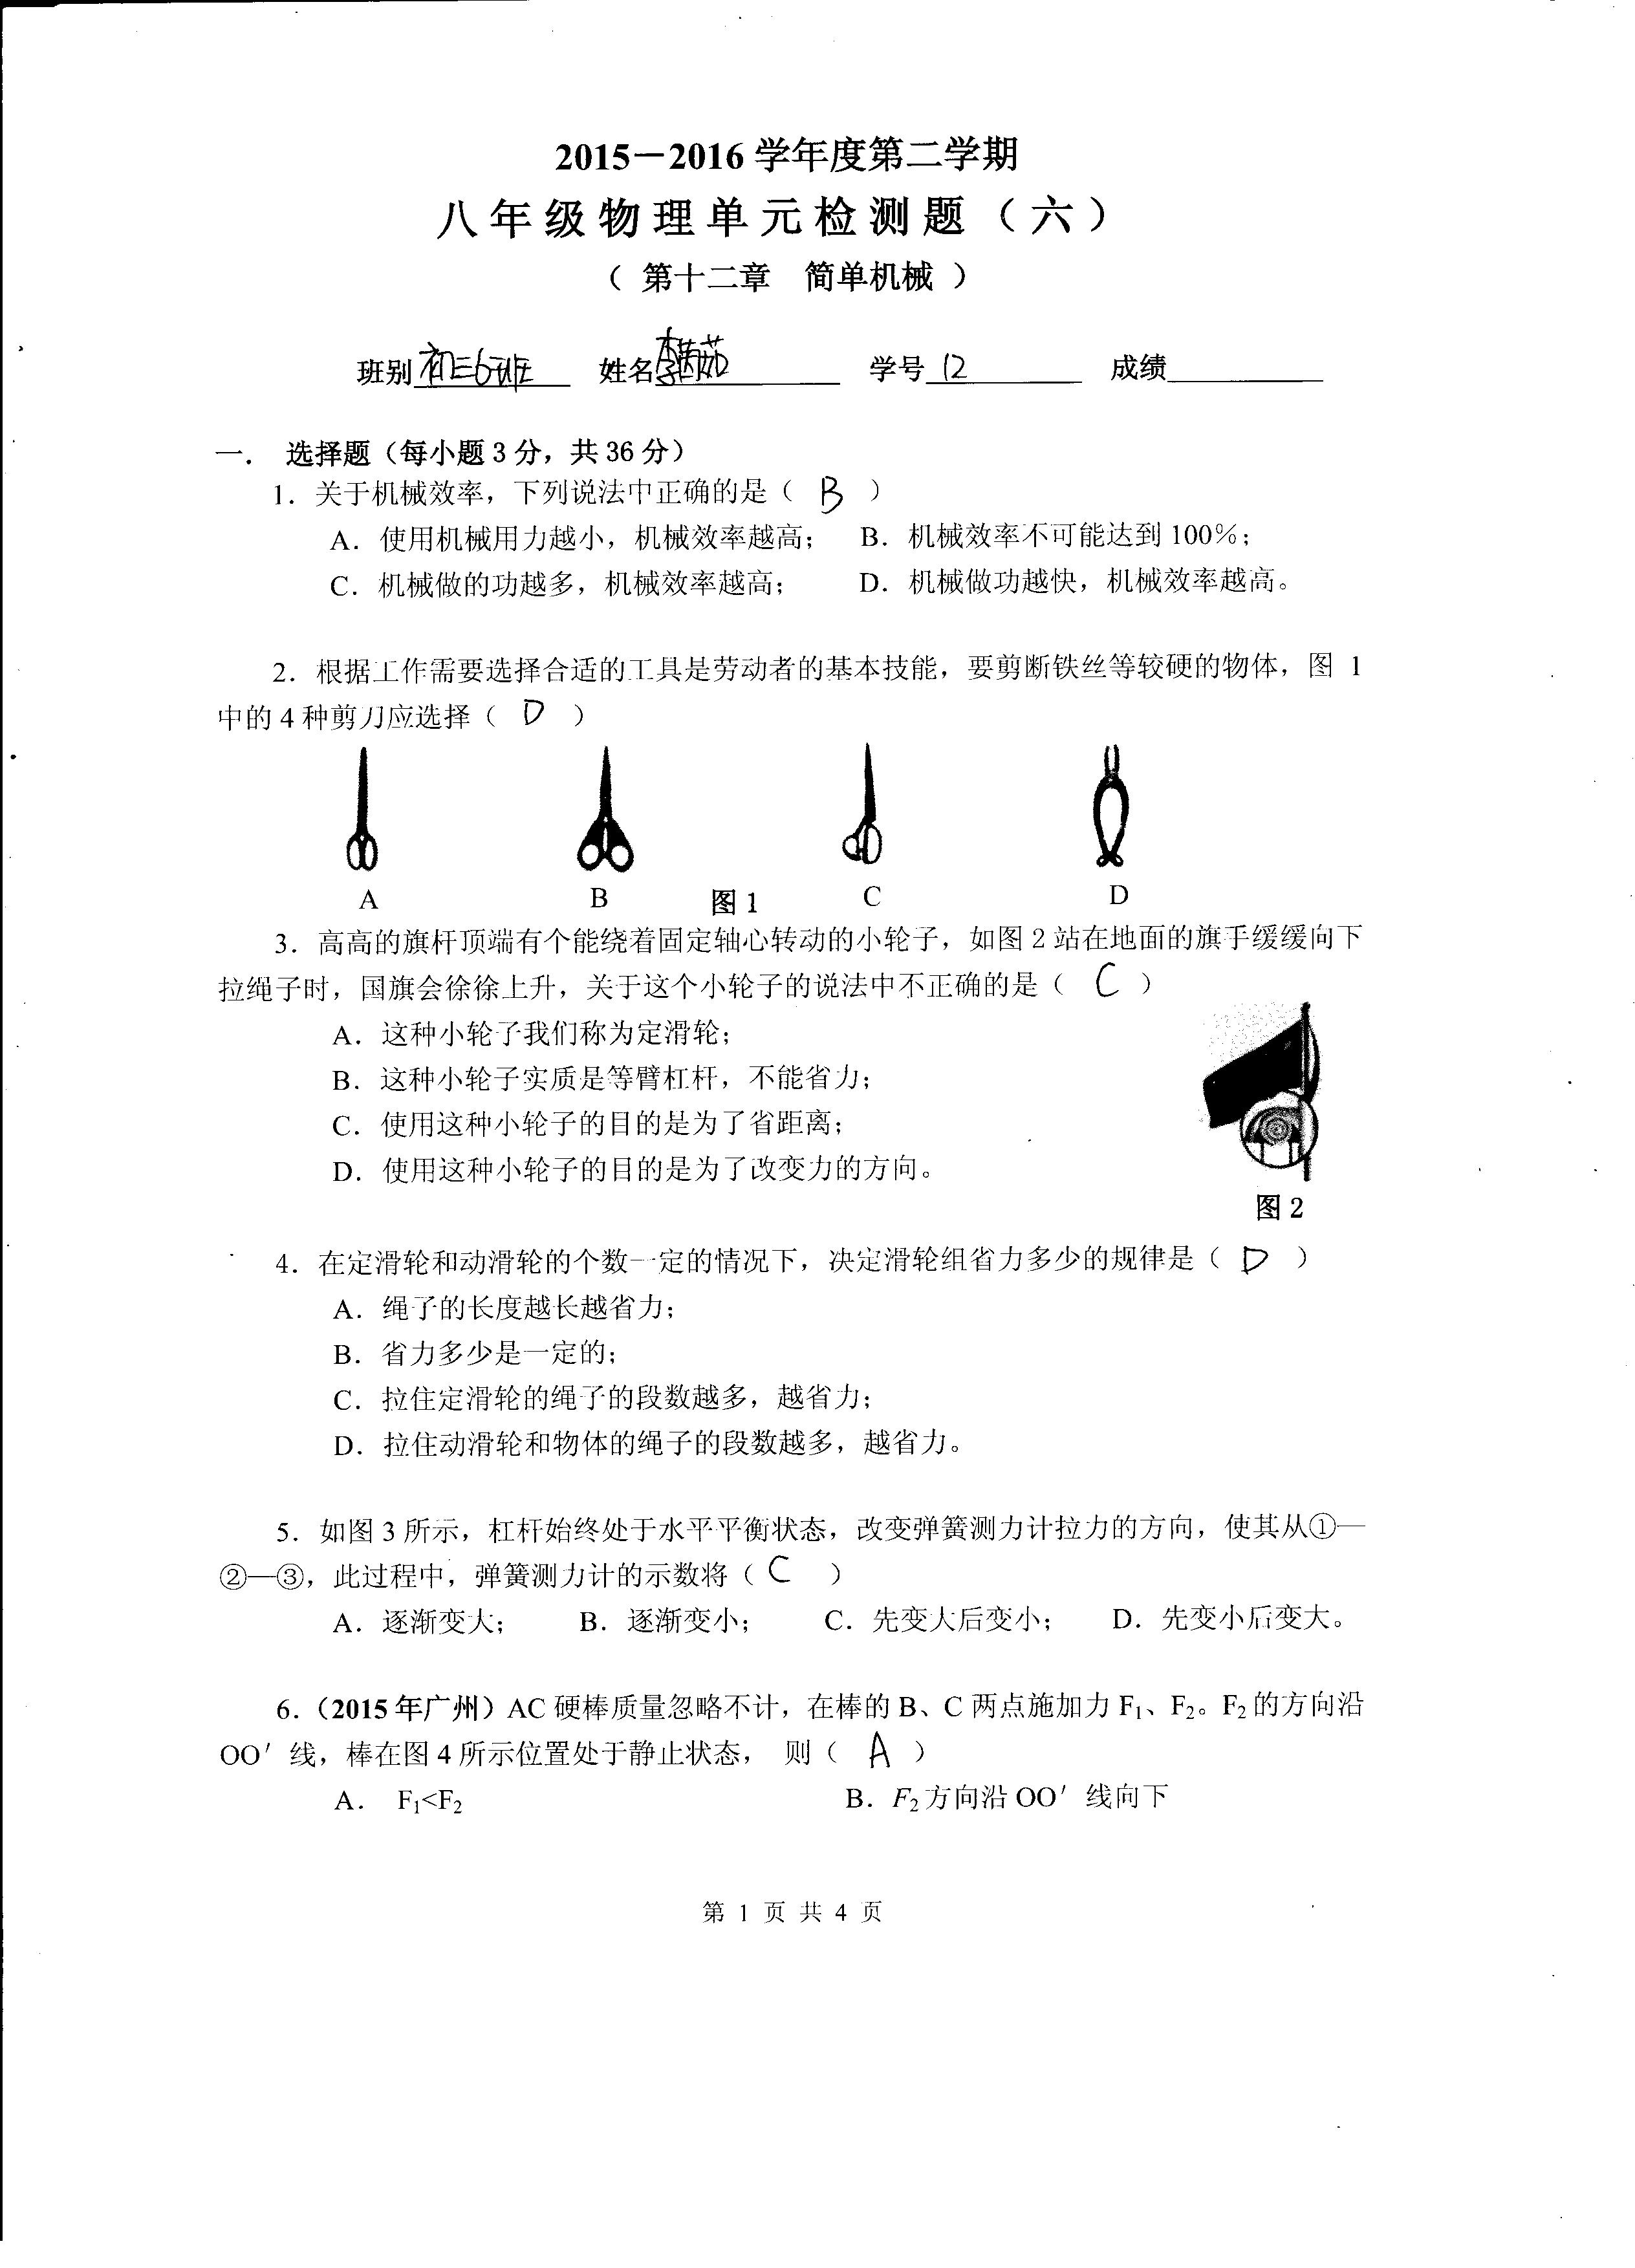 2015－2016 学年度第二学期
八年级物理单元检测题（六）
（ 第十二章 简单机械 ）
班别 初二6班 姓名 学号 12 成绩
一． 选择题（每小题 3 分，共 36 分）
1．关于机械效率，下列说法中正确的是（ B ）
A．使用机械用力越小，机械效率越高； B．机械效率不可能达到 100%；
C．机械做的功越多，机械效率越高； D．机械做功越快，机械效率越高。
2．根据工作需要选择合适的工具是劳动者的基本技能，要剪断铁丝等较硬的物体，图 1
中的 4 种剪刀应选择（ D ）
A B 图 1 C D
3．高高的旗杆顶端有个能绕着固定轴心转动的小轮子，如图 2 站在地面的旗手缓缓向下
拉绳子时，国旗会徐徐上升，关于这个小轮子的说法中不正确的是（ C ）
A．这种小轮子我们称为定滑轮；
B．这种小轮子实质是等臂杠杆，不能省力；
C．使用这种小轮子的目的是为了省距离；
D．使用这种小轮子的目的是为了改变力的方向。
图 2
4．在定滑轮和动滑轮的个数一定的情况下，决定滑轮组省力多少的规律是（ D ）
A．绳子的长度越长越省力；
B．省力多少是一定的；
C．拉住定滑轮的绳子的段数越多，越省力；
D．拉住动滑轮和物体的绳子的段数越多，越省力。
5．如图 3 所示，杠杆始终处于水平平衡状态，改变弹簧测力计拉力的方向，使其从①—
②—③，此过程中，弹簧测力计的示数将（ C ）
A．逐渐变大； B．逐渐变小； C．先变大后变小； D．先变小后变大。
6．（2015 年广州）AC 硬棒质量忽略不计，在棒的 B、C 两点施加力 F₁、F₂。F₂ 的方向沿
OO′ 线，棒在图 4 所示位置处于静止状态， 则（ A ）
A． F₁<F₂ B．F₂ 方向沿 OO′ 线向下
第 1 页 共 4 页